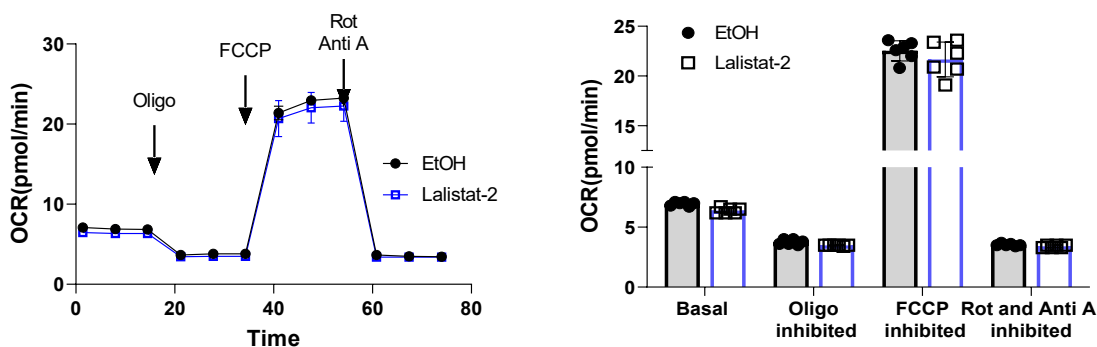 OCR(pmol/min)
30
20
10
0
0
20
40
60
80
Time
Oligo
FCCP
Rot
Anti A
EtOH
Lalistat-2
OCR(pmol/min)
25
20
15
10
5
0
EtOH
Lalistat-2
Basal
Oligo
inhibited
FCCP
inhibited
Rot and Anti A
inhibited